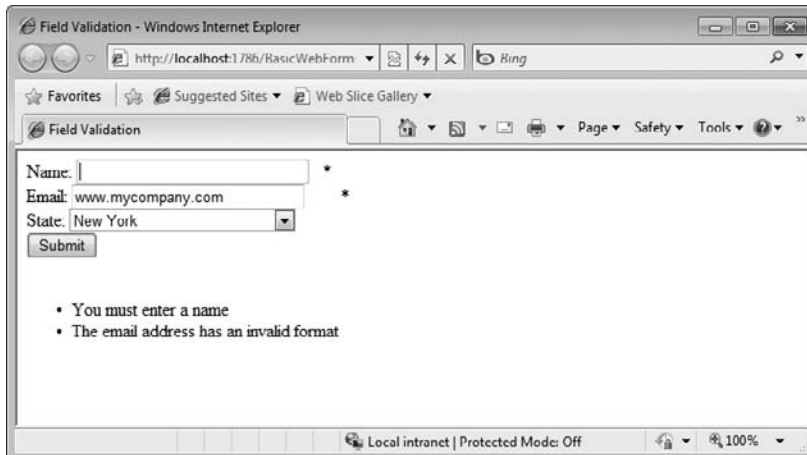 Field Validation - Windows Internet Explorer
http://localhost:1786/BasicWebForm
Bing
Favorites Suggested Sites Web Slice Gallery
Field Validation Page Safety Tools
Name: *
Email: www.mycompany.com *
State: New York
Submit
• You must enter a name
• The email address has an invalid format
Local intranet | Protected Mode: Off 100%